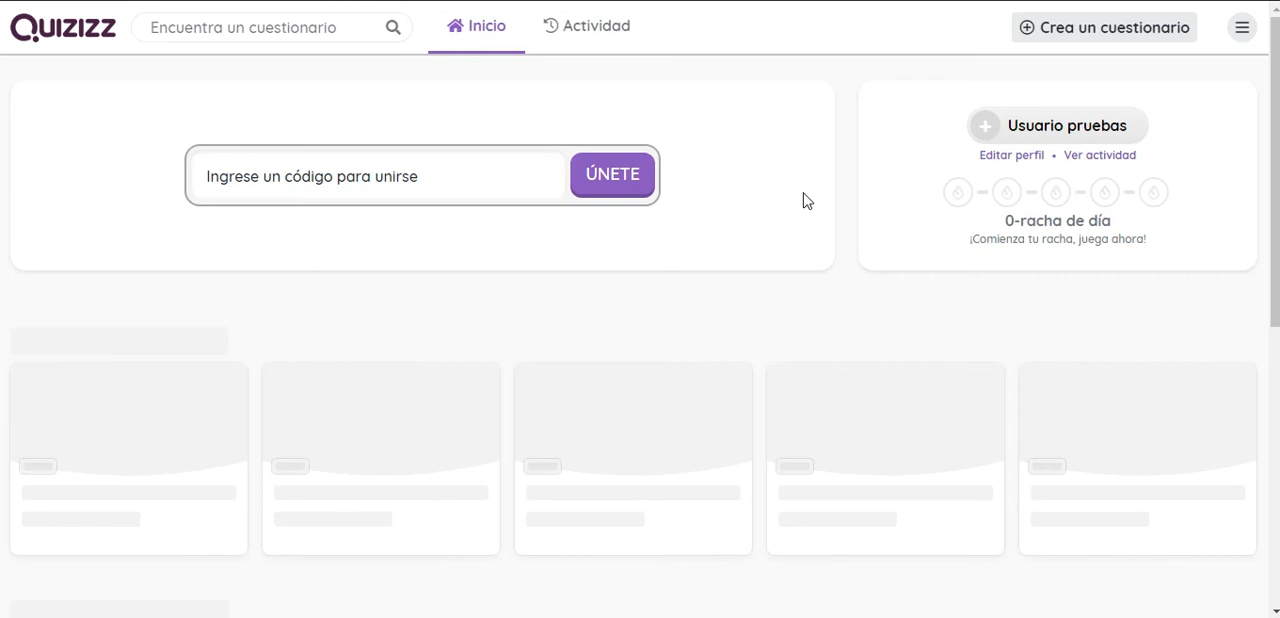 Quizizz
Encuentra un cuestionario
Inicio
Actividad
Crea un cuestionario
Ingrese un código para unirse
ÚNETE
Usuario pruebas
Editar perfil • Ver actividad
0-racha de día
¡Comienza tu racha, juega ahora!